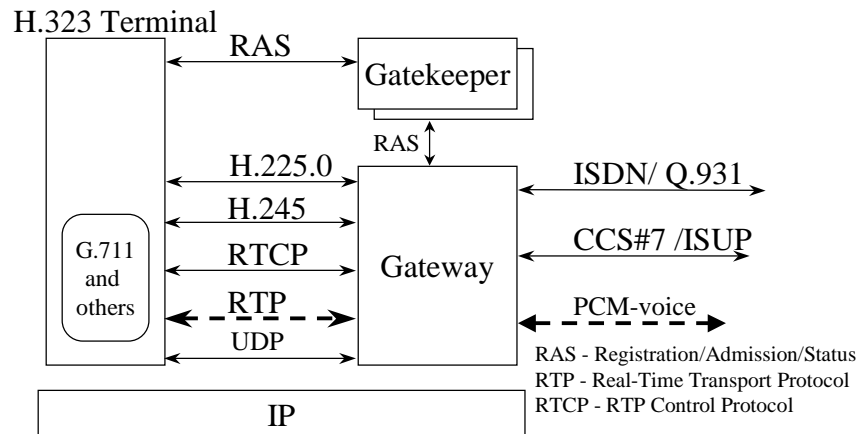 H.323 Terminal
RAS
Gatekeeper
RAS
H.225.0
ISDN/ Q.931
H.245
G.711
and
others
CCS#7 /ISUP
RTCP
Gateway
RTP
PCM-voice
UDP
RAS - Registration/Admission/Status
RTP - Real-Time Transport Protocol
RTCP - RTP Control Protocol
IP